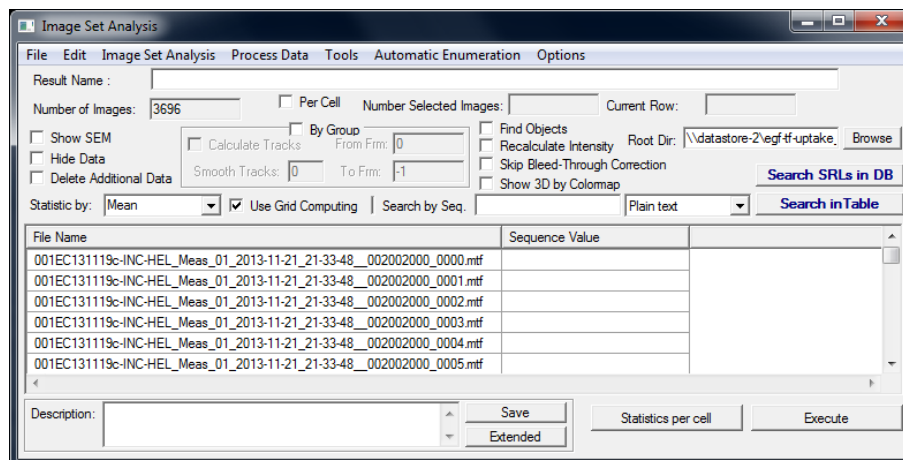 Image Set Analysis
File Edit Image Set Analysis Process Data Tools Automatic Enumeration Options
Result Name :
Number of Images: 3696 Per Cell Number Selected Images: Current Row:
Show SEM By Group Find Objects
Calculate Tracks From Frm: 0 Recalculate Intensity Root Dir: \\datastore-2\egf-tf-uptake_ Browse
Hide Data Skip Bleed-Through Correction
Delete Additional Data Smooth Tracks: 0 To Frm: -1 Show 3D by Colormap Search SRLs in DB
Statistic by: Mean Use Grid Computing Search by Seq. Plain text Search inTable
File Name Sequence Value
001EC131119c-INC-HEL_Meas_01_2013-11-21_21-33-48__002002000_0000.mtf
001EC131119c-INC-HEL_Meas_01_2013-11-21_21-33-48__002002000_0001.mtf
001EC131119c-INC-HEL_Meas_01_2013-11-21_21-33-48__002002000_0002.mtf
001EC131119c-INC-HEL_Meas_01_2013-11-21_21-33-48__002002000_0003.mtf
001EC131119c-INC-HEL_Meas_01_2013-11-21_21-33-48__002002000_0004.mtf
001EC131119c-INC-HEL_Meas_01_2013-11-21_21-33-48__002002000_0005.mtf
Description: Save Statistics per cell Execute
Extended